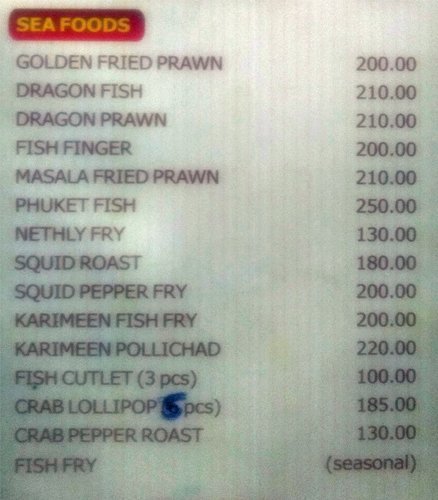 SEA FOODS
GOLDEN FRIED PRAWN 200.00
DRAGON FISH 210.00
DRAGON PRAWN 210.00
FISH FINGER 200.00
MASALA FRIED PRAWN 210.00
PHUKET FISH 250.00
NETHLY FRY 130.00
SQUID ROAST 180.00
SQUID PEPPER FRY 200.00
KARIMEEN FISH FRY 200.00
KARIMEEN POLLICHAD 220.00
FISH CUTLET (3 pcs) 100.00
CRAB LOLLIPOP 6 pcs) 185.00
CRAB PEPPER ROAST 130.00
FISH FRY (seasonal)